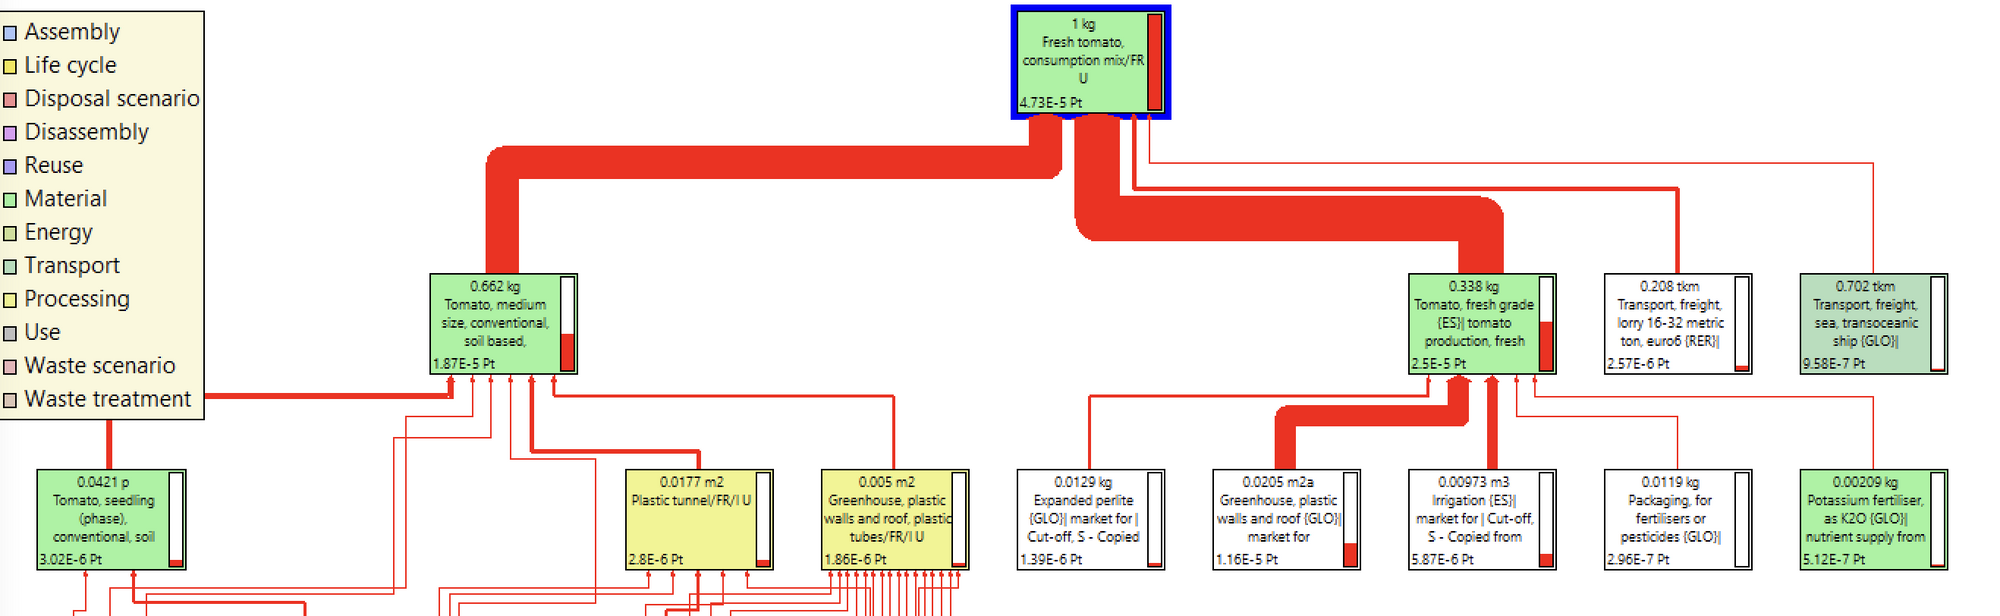 Assembly
Life cycle
Disposal scenario
Disassembly
Reuse
Material
Energy
Transport
Processing
Use
Waste scenario
Waste treatment
1 kg
Fresh tomato,
consumption mix/FR
U
4.73E-5 Pt
0.662 kg
Tomato, medium
size, conventional,
soil based,
1.87E-5 Pt
0.338 kg
Tomato, fresh grade
{ES}| tomato
production, fresh
2.5E-5 Pt
0.208 tkm
Transport, freight,
lorry 16-32 metric
ton, euro6 {RER}|
2.57E-6 Pt
0.702 tkm
Transport, freight,
sea, transoceanic
ship {GLO}|
9.58E-7 Pt
0.0421 p
Tomato, seedling
(phase),
conventional, soil
3.02E-6 Pt
0.0177 m2
Plastic tunnel/FR/I U
2.8E-6 Pt
0.005 m2
Greenhouse, plastic
walls and roof, plastic
tubes/FR/I U
1.86E-6 Pt
0.0129 kg
Expanded perlite
{GLO}| market for |
Cut-off, S - Copied
1.39E-6 Pt
0.0205 m2a
Greenhouse, plastic
walls and roof {GLO}|
market for
1.16E-5 Pt
0.00973 m3
Irrigation {ES}|
market for | Cut-off,
S - Copied from
5.87E-6 Pt
0.0119 kg
Packaging, for
fertilisers or
pesticides {GLO}|
2.96E-7 Pt
0.00209 kg
Potassium fertiliser,
as K2O {GLO}|
nutrient supply from
5.12E-7 Pt